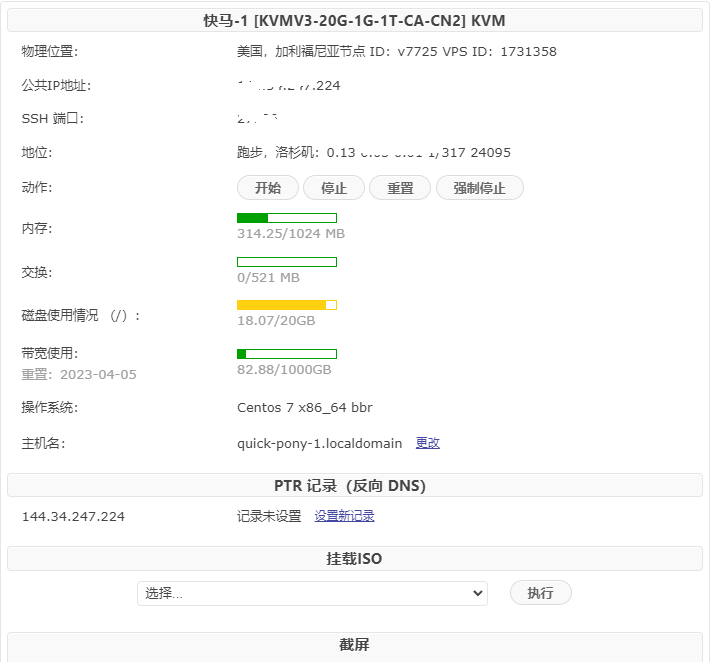 快马-1 [KVMV3-20G-1G-1T-CA-CN2] KVM
物理位置: 美国，加利福尼亚节点 ID：v7725 VPS ID：1731358
公共IP地址: .224
SSH 端口:
地位: 跑步，洛杉矶：0.13 1/317 24095
动作: 开始 停止 重置 强制停止
内存: 314.25/1024 MB
交换: 0/521 MB
磁盘使用情况 （/）: 18.07/20GB
带宽使用: 82.88/1000GB
重置：2023-04-05
操作系统: Centos 7 x86_64 bbr
主机名: quick-pony-1.localdomain 更改
PTR 记录（反向 DNS）
144.34.247.224 记录未设置 设置新记录
挂载ISO
选择... 执行
截屏